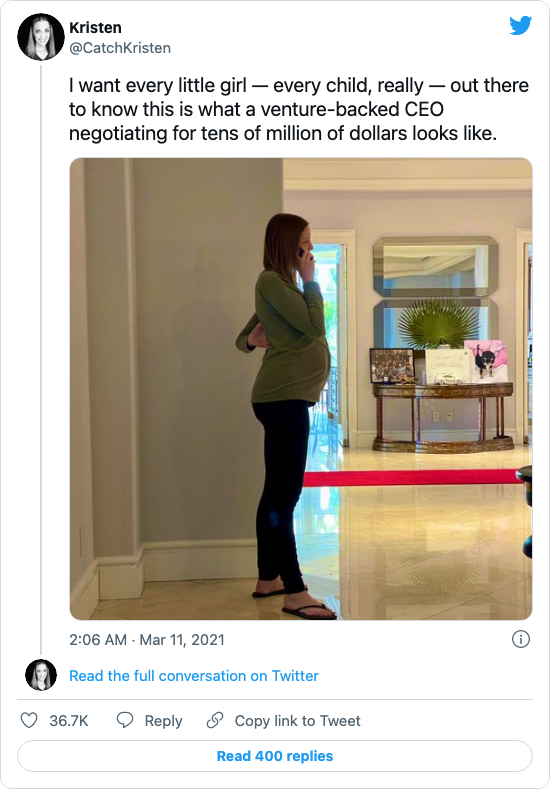 Kristen
@CatchKristen
I want every little girl — every child, really — out there
to know this is what a venture-backed CEO
negotiating for tens of million of dollars looks like.
2:06 AM · Mar 11, 2021
Read the full conversation on Twitter
36.7K Reply Copy link to Tweet
Read 400 replies